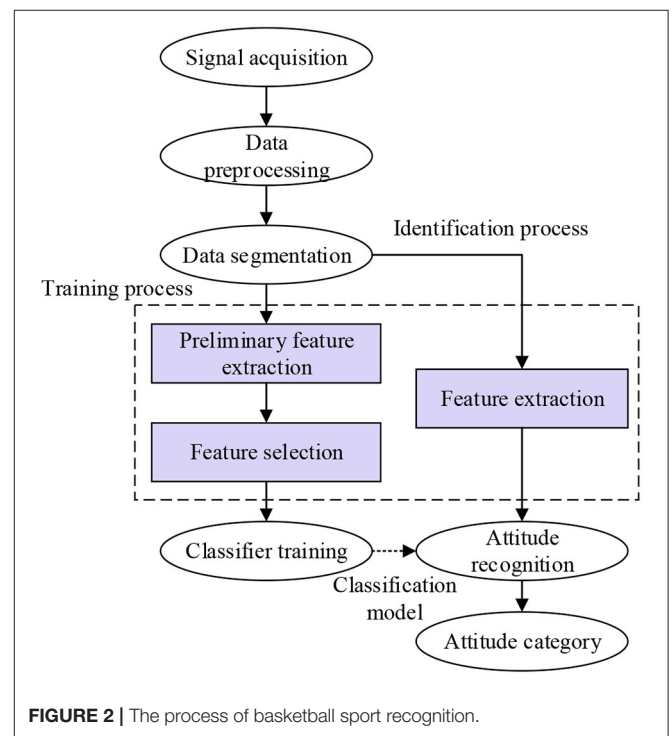 Signal acquisition
Data
preprocessing
Identification process
Data segmentation
Training process
Preliminary feature
extraction
Feature extraction
Feature selection
Classifier training
Attitude
recognition
Classification
model
Attitude category
FIGURE 2 | The process of basketball sport recognition.